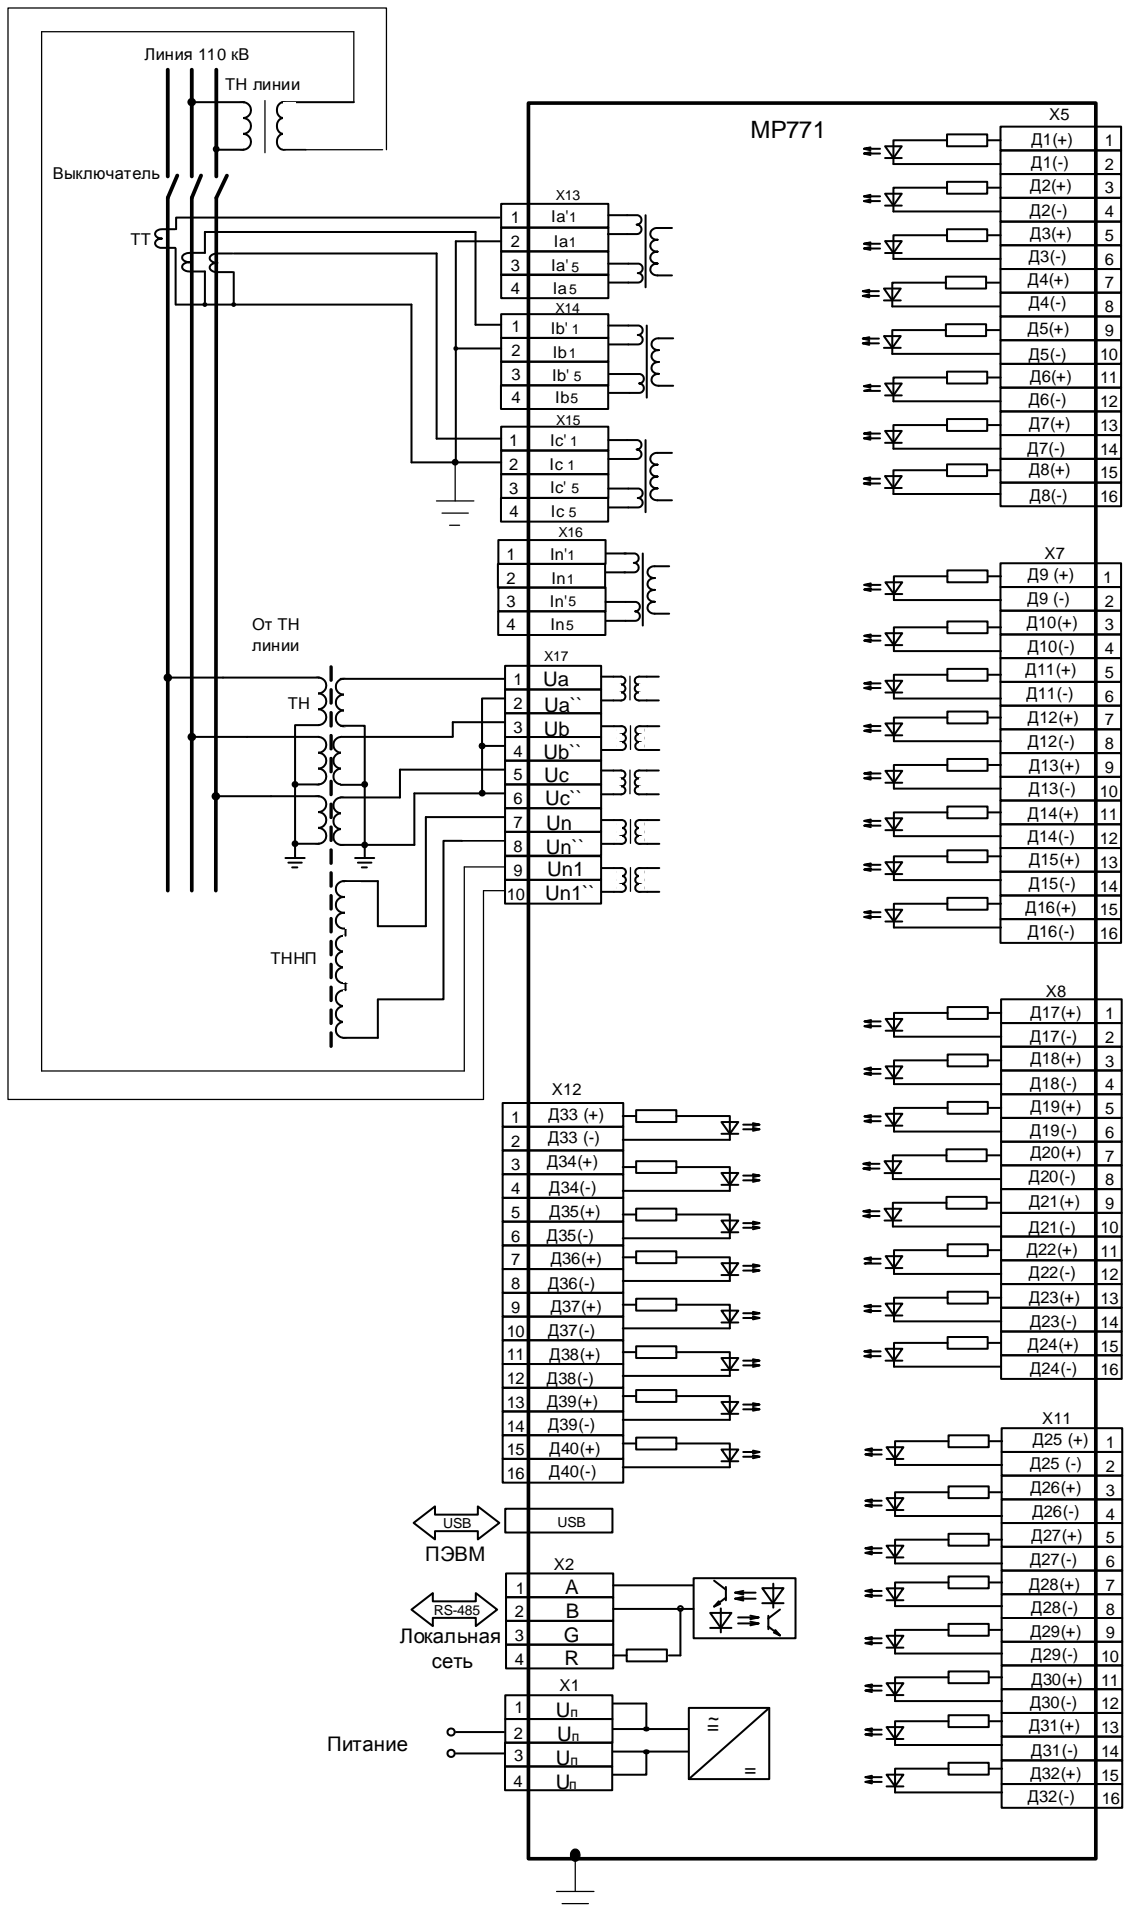 Линия 110 кВ
ТН линии
Выключатель
ТТ
МР771
X13
1 Ia'1
2 Ia1
3 Ia'5
4 Ia5
X14
1 Ib'1
2 Ib1
3 Ib'5
4 Ib5
X15
1 Ic'1
2 Ic1
3 Ic'5
4 Ic5
X16
1 In'1
2 In1
3 In'5
4 In5
От ТН
линии
ТН
ТННП
X17
1 Ua
2 Ua``
3 Ub
4 Ub``
5 Uc
6 Uc``
7 Un
8 Un``
9 Un1
10 Un1``
X12
1 Д33 (+)
2 Д33 (-)
3 Д34(+)
4 Д34(-)
5 Д35(+)
6 Д35(-)
7 Д36(+)
8 Д36(-)
9 Д37(+)
10 Д37(-)
11 Д38(+)
12 Д38(-)
13 Д39(+)
14 Д39(-)
15 Д40(+)
16 Д40(-)
USB
USB
ПЭВМ
X2
1 A
2 B
3 G
4 R
RS-485
Локальная
сеть
X1
1 Uп
2 Uп
3 Uп
4 Uп
Питание
≂
=
=
X5
Д1(+) 1
Д1(-) 2
Д2(+) 3
Д2(-) 4
Д3(+) 5
Д3(-) 6
Д4(+) 7
Д4(-) 8
Д5(+) 9
Д5(-) 10
Д6(+) 11
Д6(-) 12
Д7(+) 13
Д7(-) 14
Д8(+) 15
Д8(-) 16
X7
Д9 (+) 1
Д9 (-) 2
Д10(+) 3
Д10(-) 4
Д11(+) 5
Д11(-) 6
Д12(+) 7
Д12(-) 8
Д13(+) 9
Д13(-) 10
Д14(+) 11
Д14(-) 12
Д15(+) 13
Д15(-) 14
Д16(+) 15
Д16(-) 16
X8
Д17(+) 1
Д17(-) 2
Д18(+) 3
Д18(-) 4
Д19(+) 5
Д19(-) 6
Д20(+) 7
Д20(-) 8
Д21(+) 9
Д21(-) 10
Д22(+) 11
Д22(-) 12
Д23(+) 13
Д23(-) 14
Д24(+) 15
Д24(-) 16
X11
Д25 (+) 1
Д25 (-) 2
Д26(+) 3
Д26(-) 4
Д27(+) 5
Д27(-) 6
Д28(+) 7
Д28(-) 8
Д29(+) 9
Д29(-) 10
Д30(+) 11
Д30(-) 12
Д31(+) 13
Д31(-) 14
Д32(+) 15
Д32(-) 16